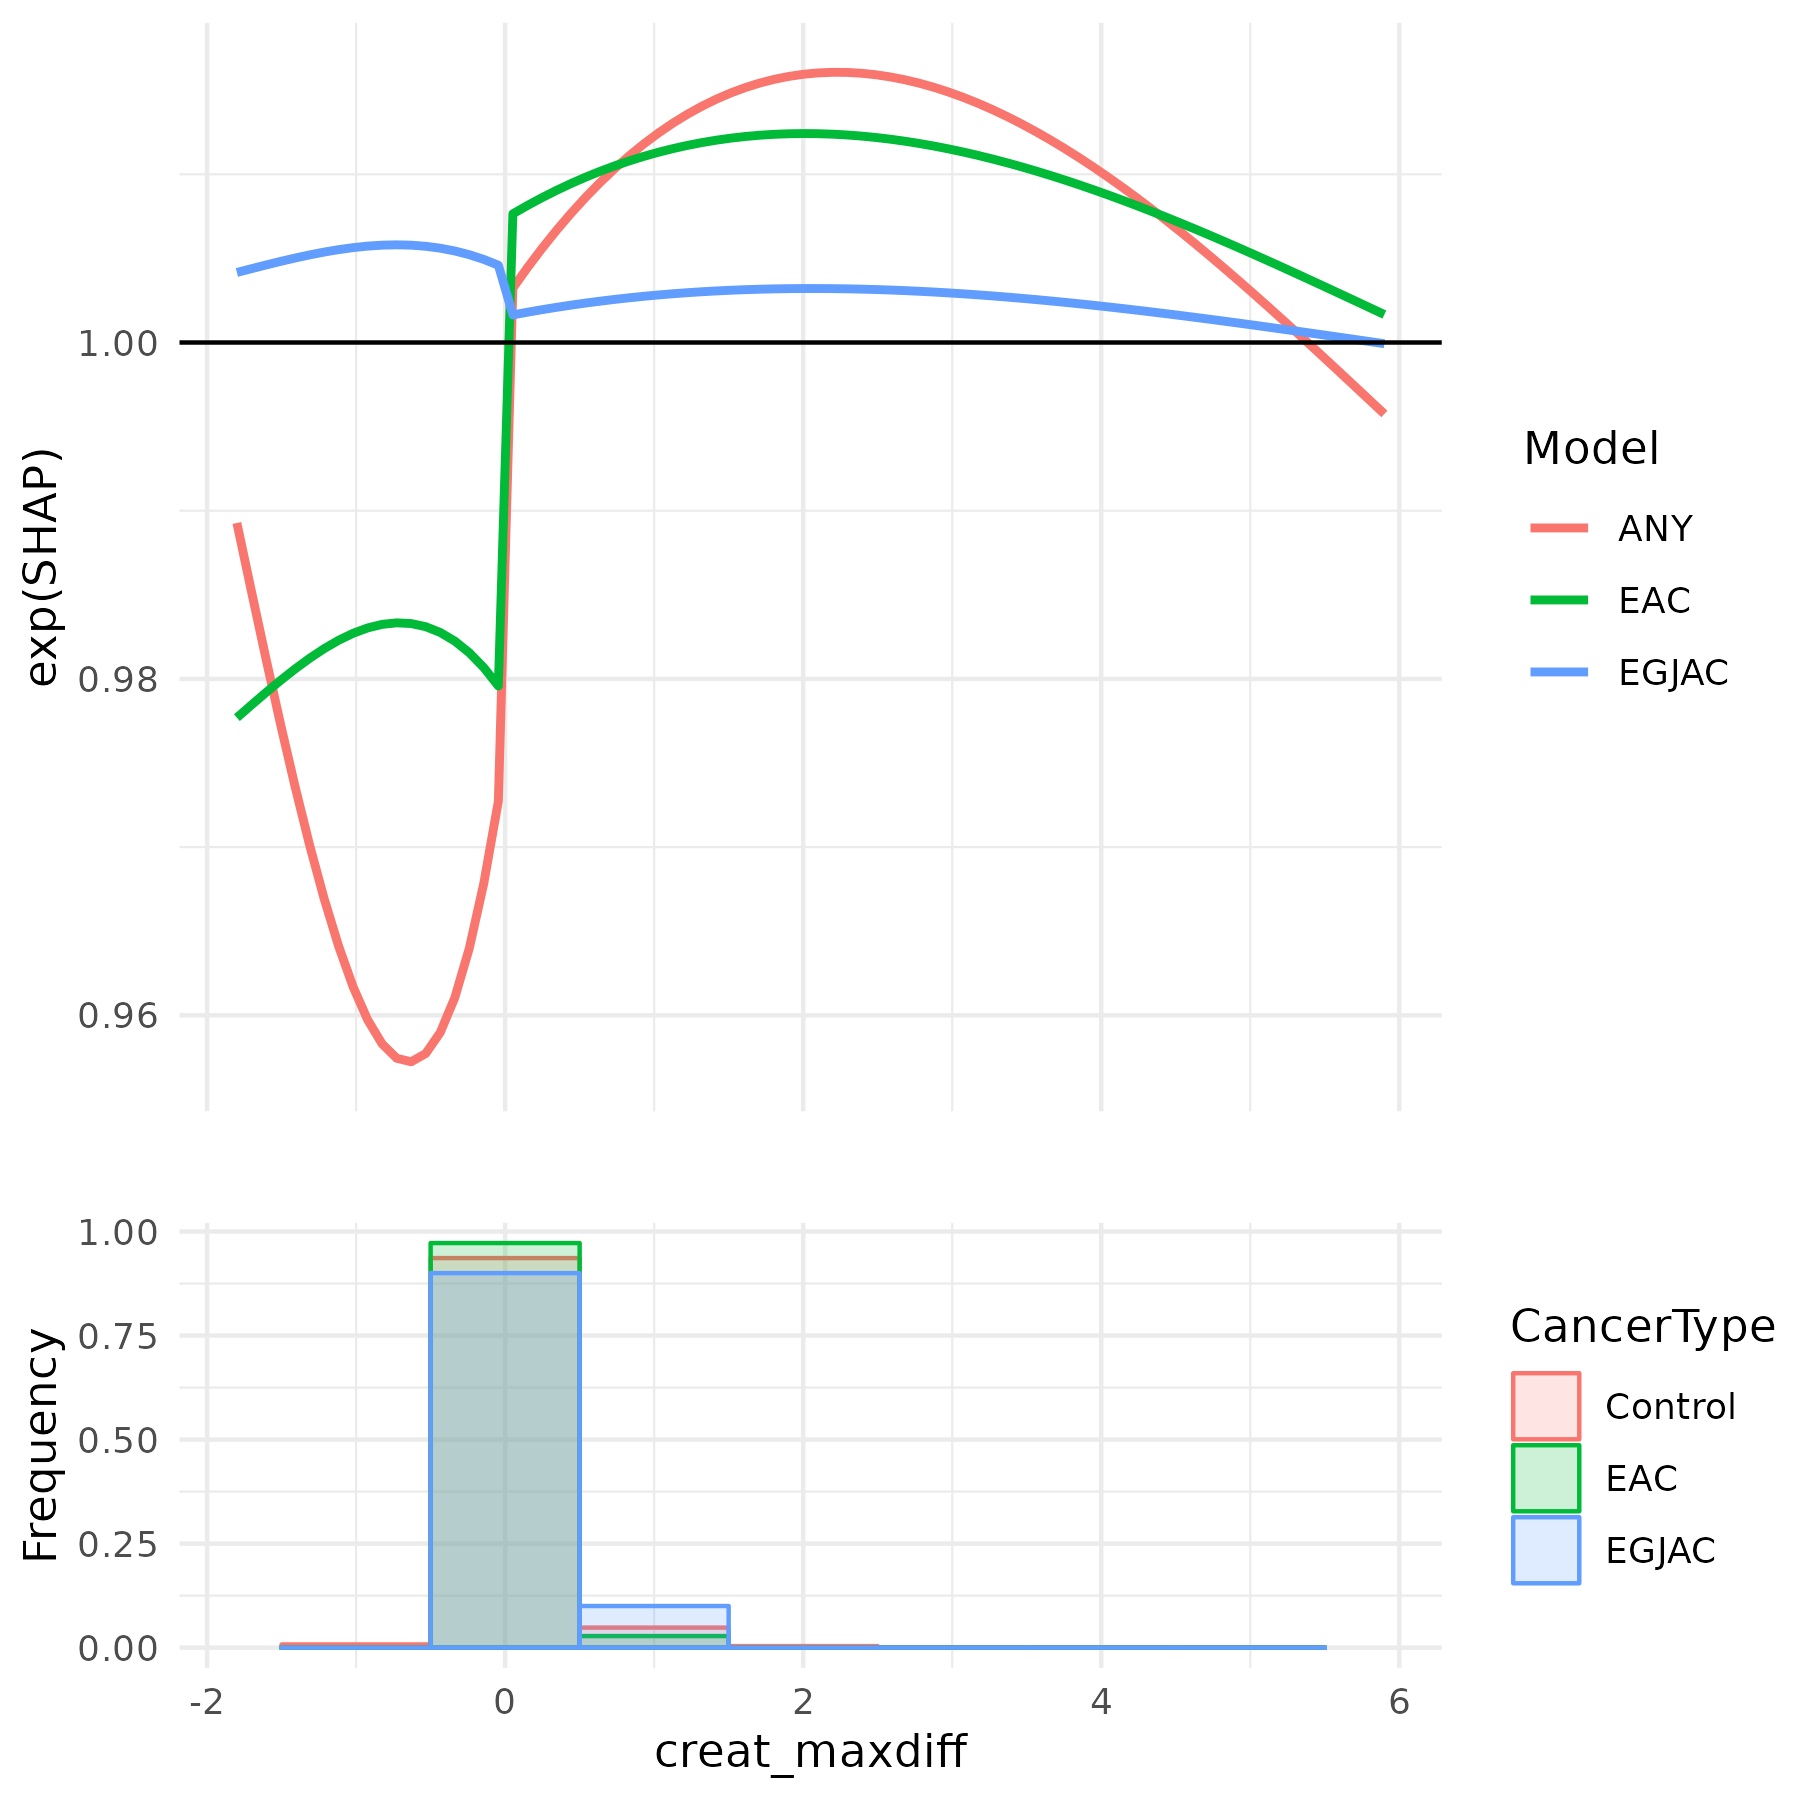 exp(SHAP)
1.00
0.98
0.96
Model
ANY
EAC
EGJAC
Frequency
1.00
0.75
0.50
0.25
0.00
-2
0
2
4
6
creat_maxdiff
CancerType
Control
EAC
EGJAC